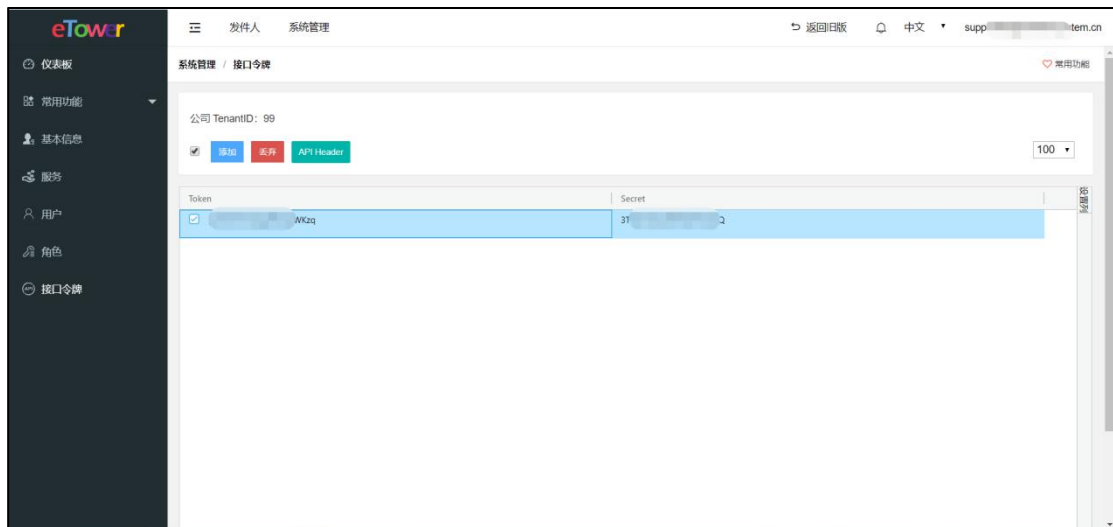 eTower
发件人 系统管理 返回旧版 中文 supp tem.cn
仪表板
系统管理 / 接口令牌 常用功能
常用功能
公司 TenantID: 99
基本信息
添加 丢弃 API Header 100
服务
Token Secret 设置列
用户
WKzq 3T Q
角色
API 接口令牌